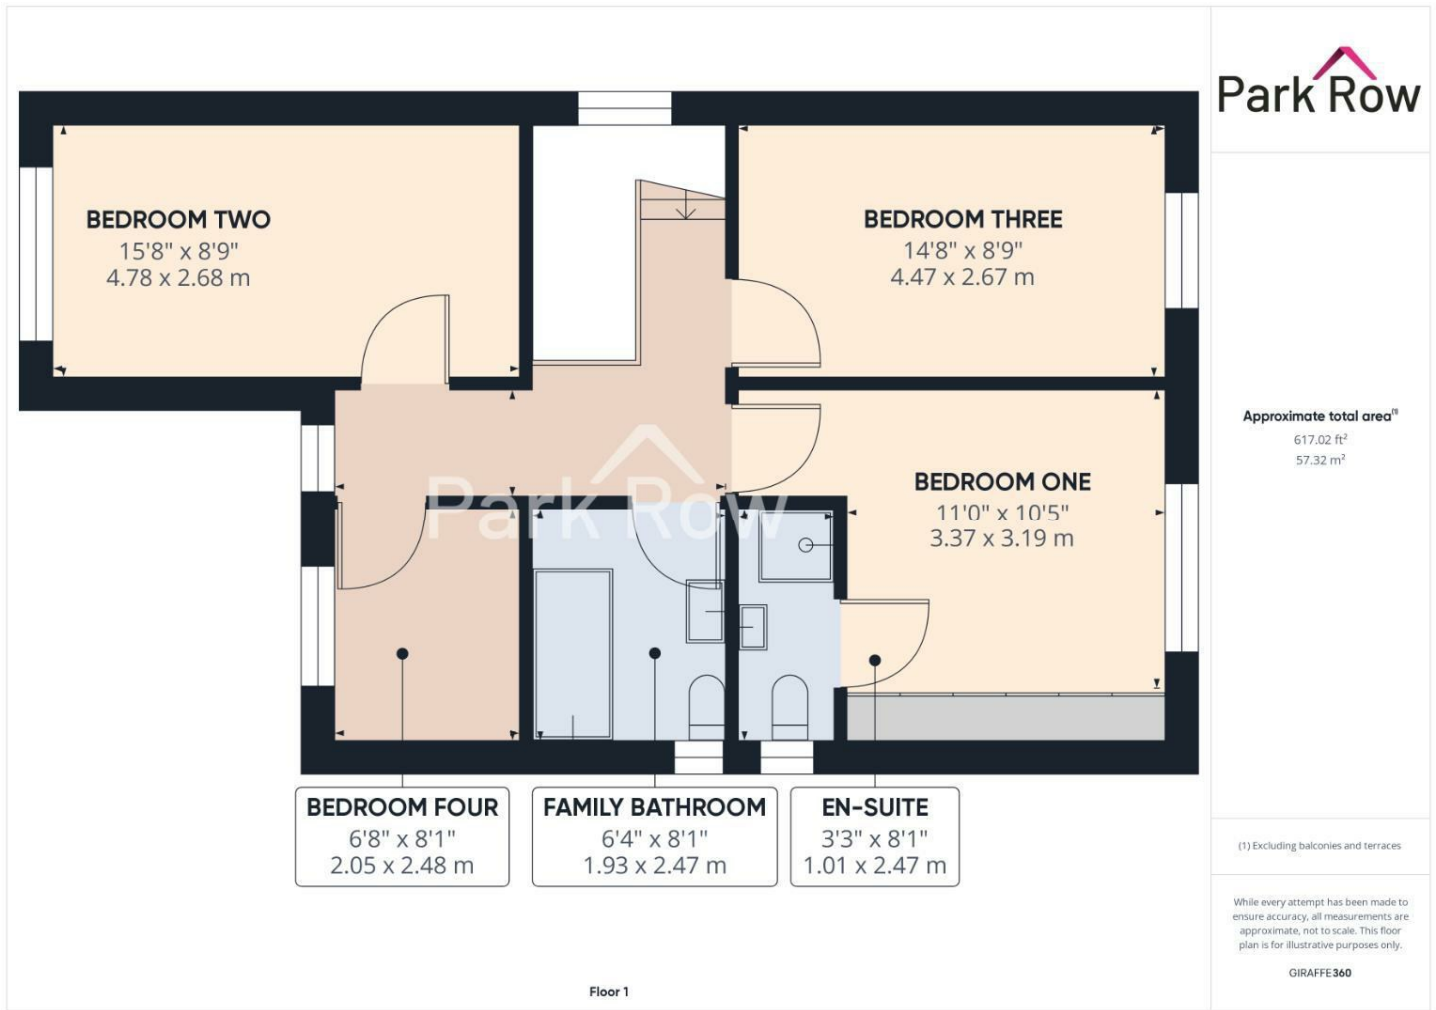 Park Row
BEDROOM TWO
15'8" x 8'9"
4.78 x 2.68 m
BEDROOM THREE
14'8" x 8'9"
4.47 x 2.67 m
BEDROOM ONE
11'0" x 10'5"
3.37 x 3.19 m
Park Row
BEDROOM FOUR
6'8" x 8'1"
2.05 x 2.48 m
FAMILY BATHROOM
6'4" x 8'1"
1.93 x 2.47 m
EN-SUITE
3'3" x 8'1"
1.01 x 2.47 m
Floor 1
Approximate total area(1)
617.02 ft²
57.32 m²
(1) Excluding balconies and terraces
While every attempt has been made to
ensure accuracy, all measurements are
approximate, not to scale. This floor
plan is for illustrative purposes only.
GIRAFFE360